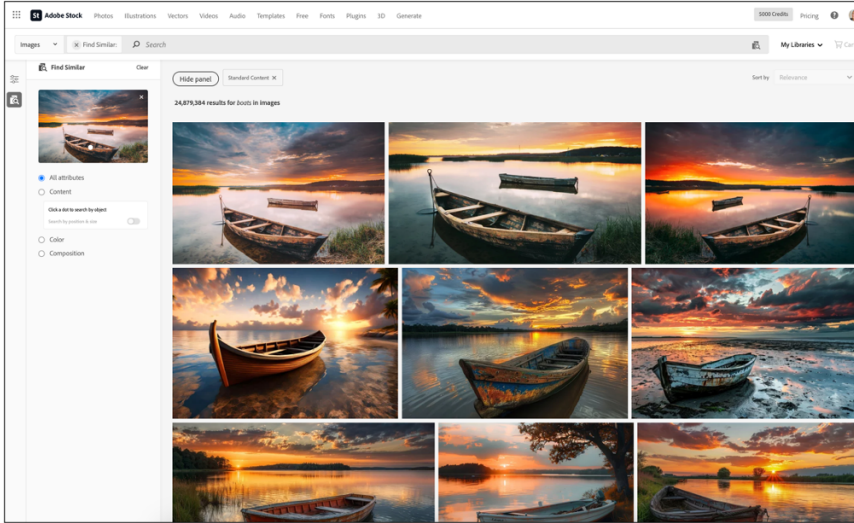 St Adobe Stock Photos Illustrations Vectors Videos Audio Templates Free Fonts Plugins 3D Generate 5000 Credits Pricing
Images Find Similar: Search My Libraries Car
Find Similar Clear
Hide panel Standard Content Sort by Relevance
24,879,384 results for boats in images
All attributes
Content
Click a dot to search by object
Search by position & size
Color
Composition